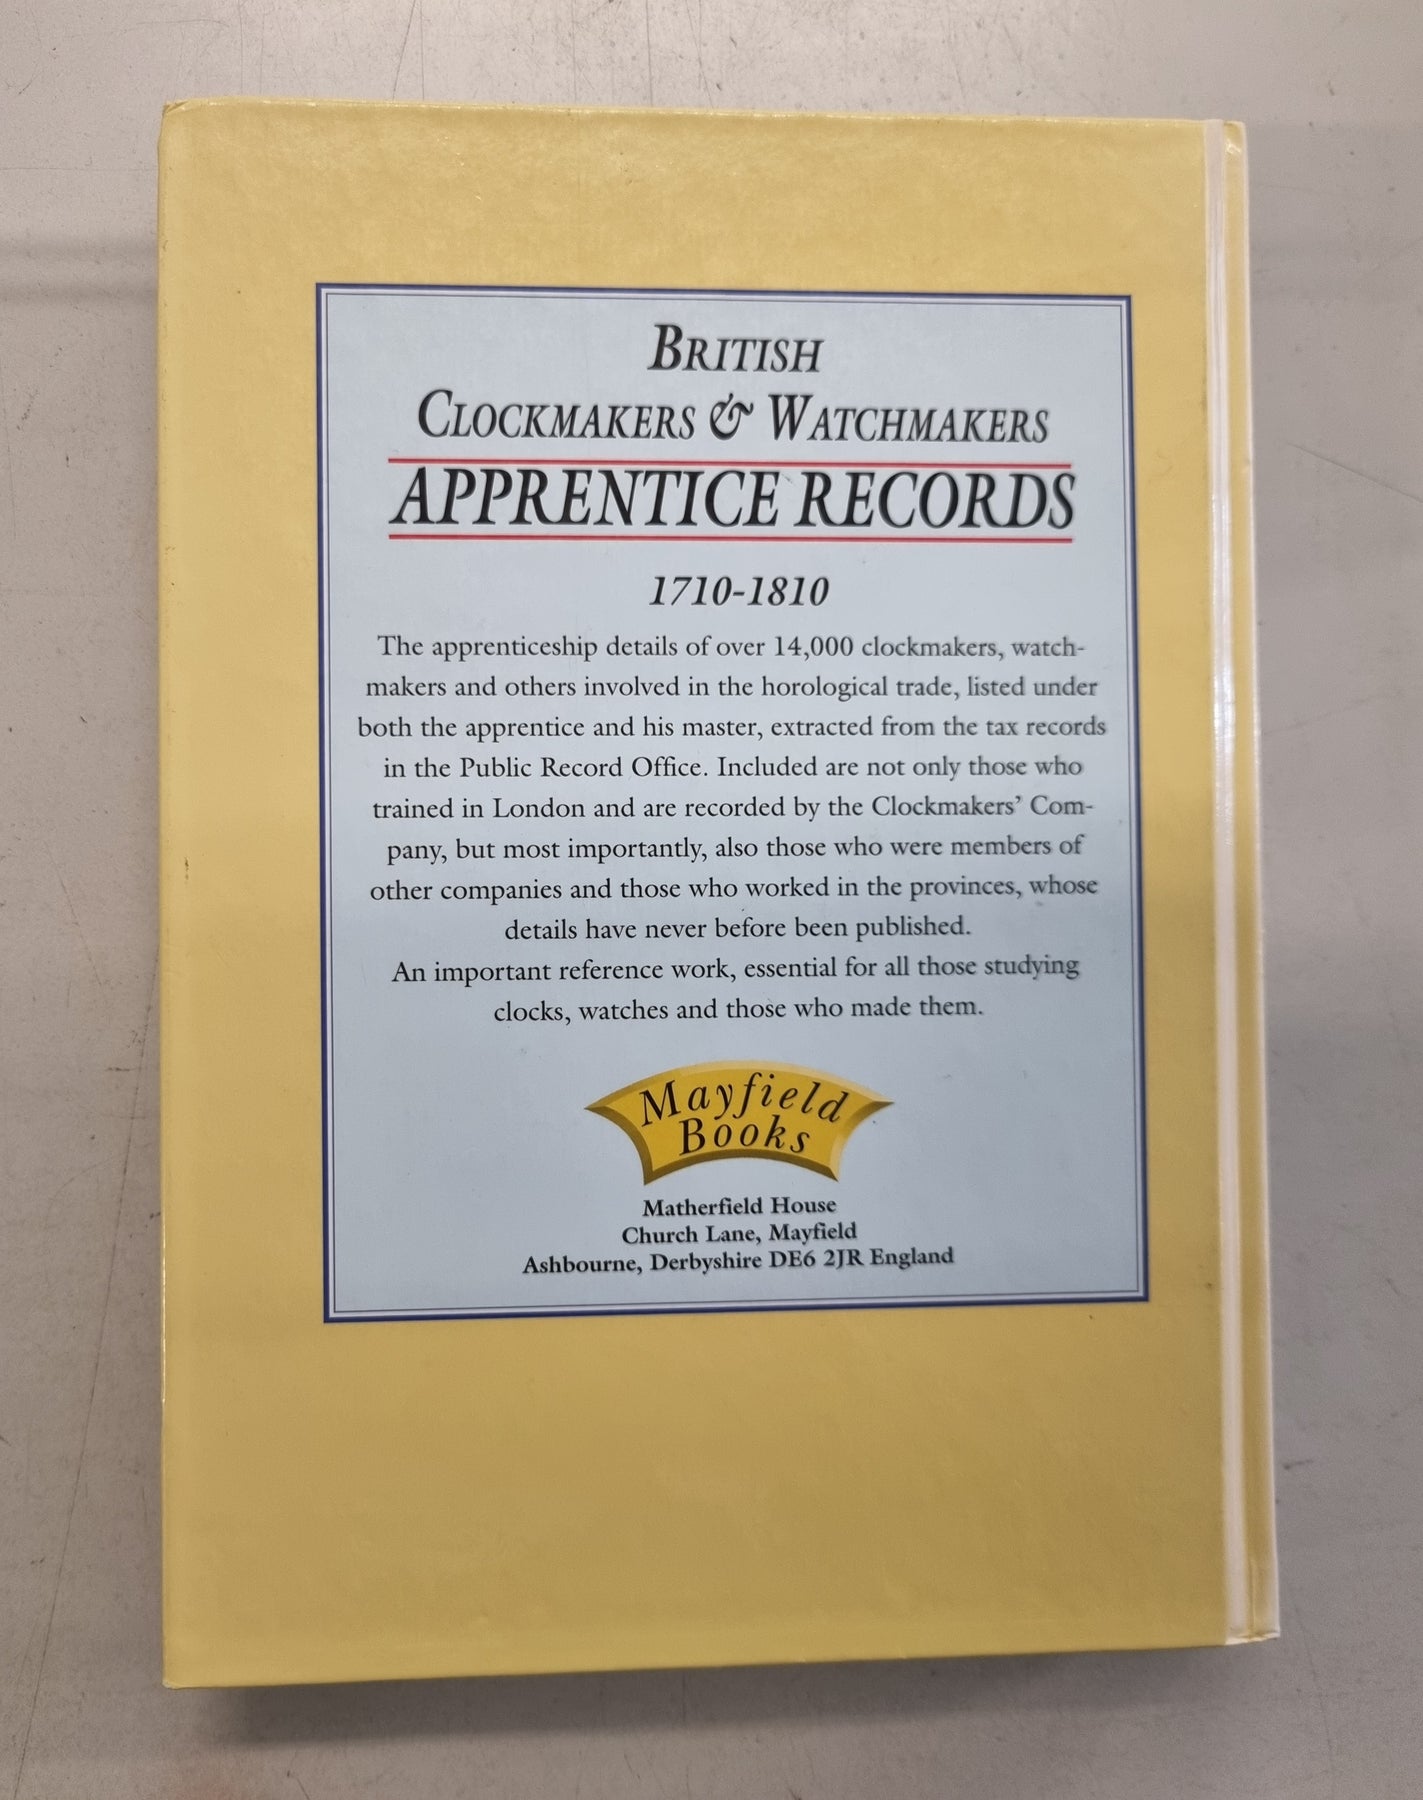 BRITISH
CLOCKMAKERS & WATCHMAKERS
APPRENTICE RECORDS
1710-1810
The apprenticeship details of over 14,000 clockmakers, watch-
makers and others involved in the horological trade, listed under
both the apprentice and his master, extracted from the tax records
in the Public Record Office. Included are not only those who
trained in London and are recorded by the Clockmakers’ Com-
pany, but most importantly, also those who were members of
other companies and those who worked in the provinces, whose
details have never before been published.
An important reference work, essential for all those studying
clocks, watches and those who made them.
Mayfield
Books
Matherfield House
Church Lane, Mayfield
Ashbourne, Derbyshire DE6 2JR England